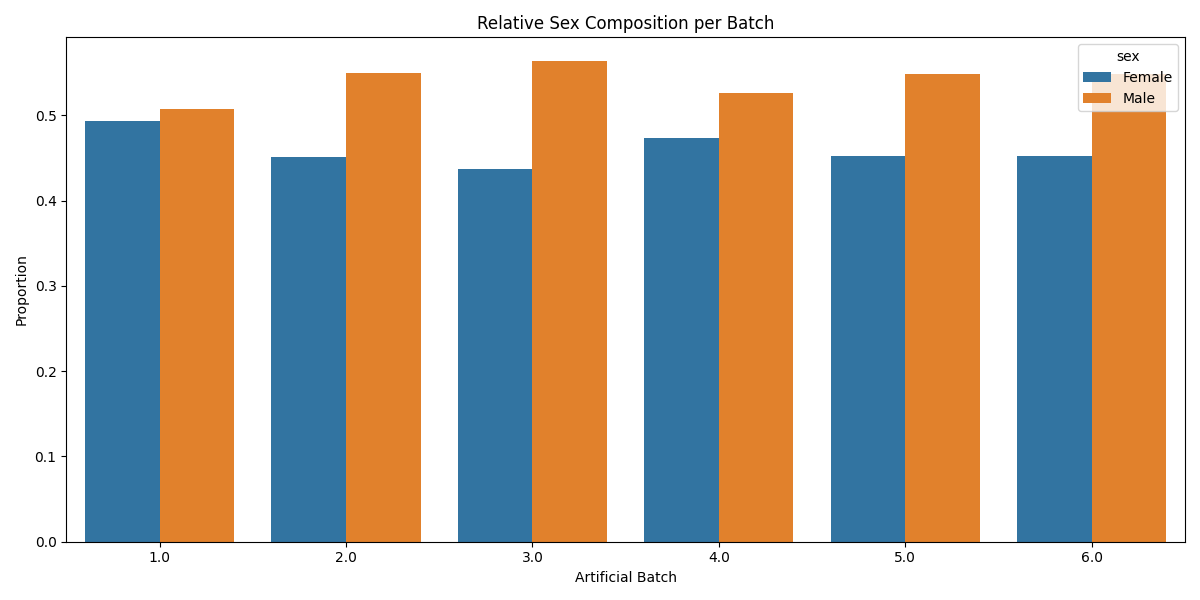 Relative Sex Composition per Batch
sex
Female
Male
Proportion
0.5
0.4
0.3
0.2
0.1
0.0
1.0
2.0
3.0
4.0
5.0
6.0
Artificial Batch